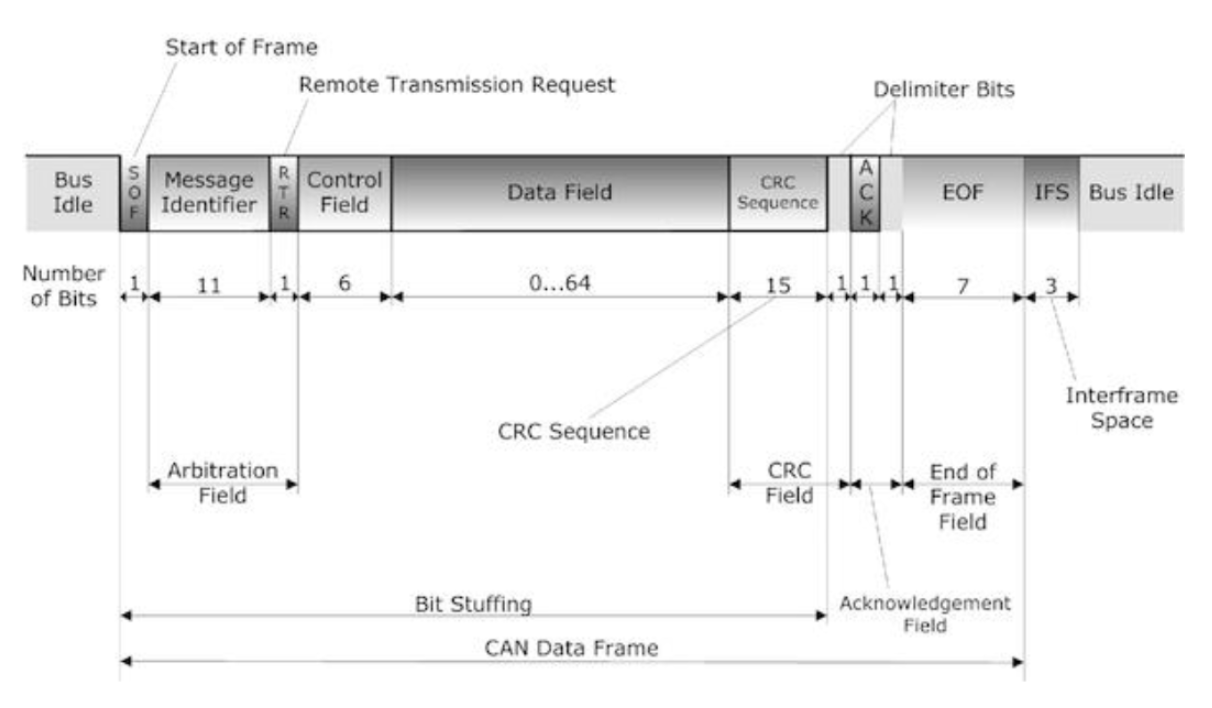 Start of Frame
Remote Transmission Request
Delimiter Bits
Bus
Idle
S
O
F
Message
Identifier
R
T
R
Control
Field
Data Field
CRC
Sequence
A
C
K
EOF
IFS
Bus Idle
Number
of Bits
1
11
1
6
0...64
15
1
1
1
7
3
Interframe
Space
CRC Sequence
Arbitration
Field
CRC
Field
End of
Frame
Field
Bit Stuffing
Acknowledgement
Field
CAN Data Frame